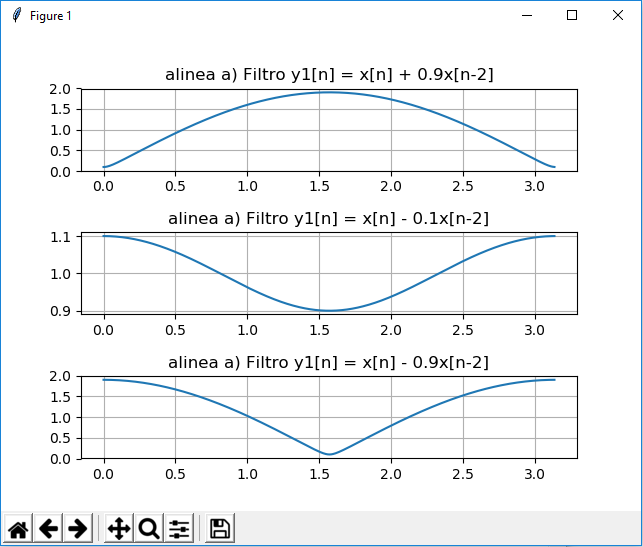 Figure 1
alinea a) Filtro y1[n] = x[n] + 0.9x[n-2]
2.0
1.5
1.0
0.5
0.0
0.0 0.5 1.0 1.5 2.0 2.5 3.0
alinea a) Filtro y1[n] = x[n] - 0.1x[n-2]
1.1
1.0
0.9
0.0 0.5 1.0 1.5 2.0 2.5 3.0
alinea a) Filtro y1[n] = x[n] - 0.9x[n-2]
2.0
1.5
1.0
0.5
0.0
0.0 0.5 1.0 1.5 2.0 2.5 3.0